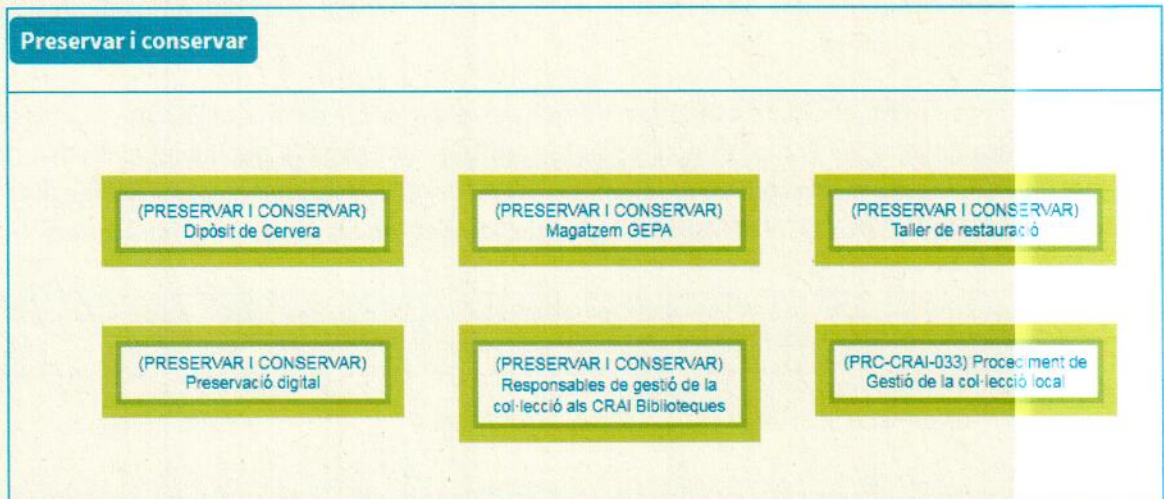 Preservar i conservar
(PRESERVAR I CONSERVAR)
Dipòsit de Cervera
(PRESERVAR I CONSERVAR)
Magatzem GEPA
(PRESERVAR I CONSERVAR)
Taller de restauració
(PRESERVAR I CONSERVAR)
Preservació digital
(PRESERVAR I CONSERVAR)
Responsables de gestió de la
col·lecció als CRAI Biblioteques
(PRC-CRAI-033) Procediment de
Gestió de la col·lecció local